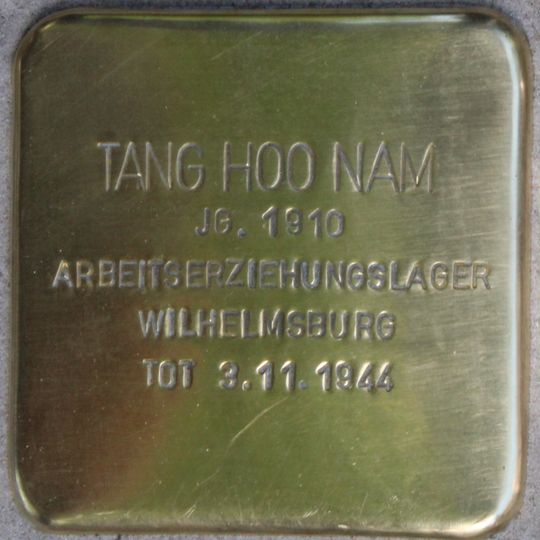 TANG HOO NAM
JG. 1910
ARBEITSERZIEHUNGSLAGER
WILHELMSBURG
TOT 3.11.1944